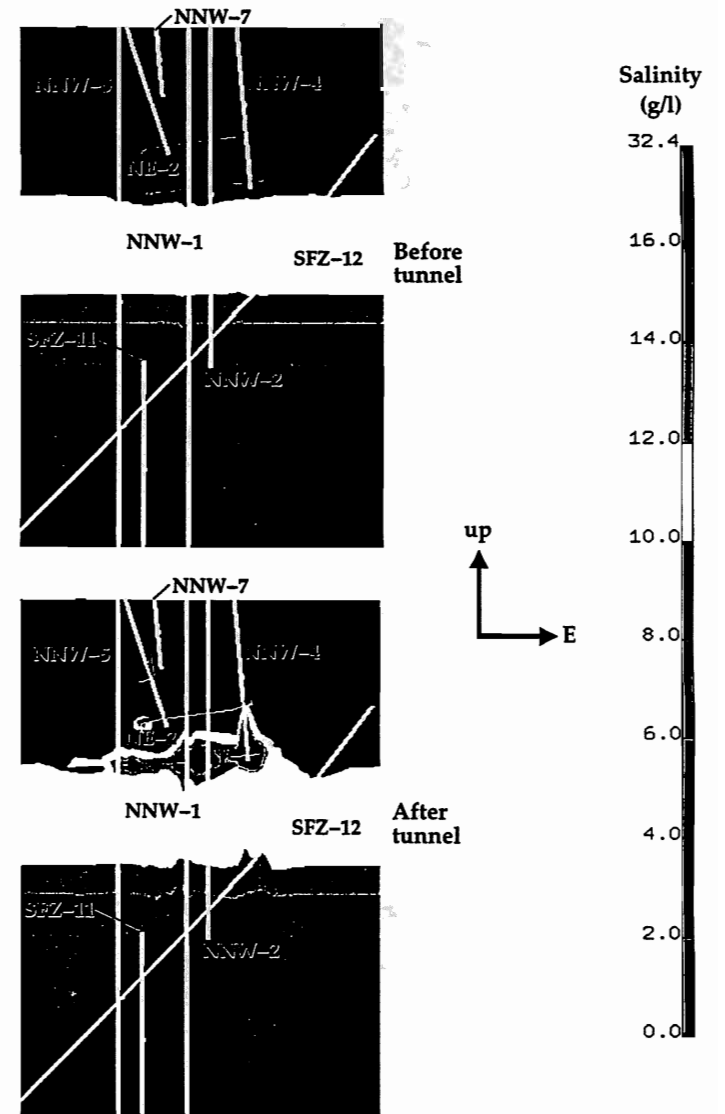 NNW-7
NNW-5
NNW-4
NE-2
NNW-1
SFZ-12
Before
tunnel
SFZ-11
NNW-2
NNW-7
NNW-5
NNW-4
NE-2
NNW-1
SFZ-12
After
tunnel
SFZ-11
NNW-2
up
E
Salinity
(g/l)
32.4
16.0
14.0
12.0
10.0
8.0
6.0
4.0
2.0
0.0